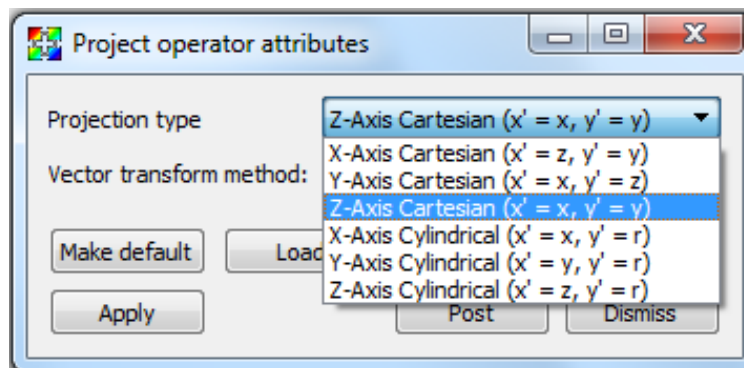 Project operator attributes
Projection type
Z-Axis Cartesian (x' = x, y' = y)
X-Axis Cartesian (x' = z, y' = y)
Y-Axis Cartesian (x' = x, y' = z)
Z-Axis Cartesian (x' = x, y' = y)
X-Axis Cylindrical (x' = x, y' = r)
Y-Axis Cylindrical (x' = y, y' = r)
Z-Axis Cylindrical (x' = z, y' = r)
Vector transform method:
Make default
Load
Apply
Post
Dismiss